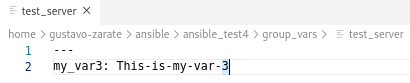 test_server ×
home > gustavo-zarate > ansible > ansible_test4 > group_vars > test_server
1 ---
2 my_var3: This-is-my-var-3